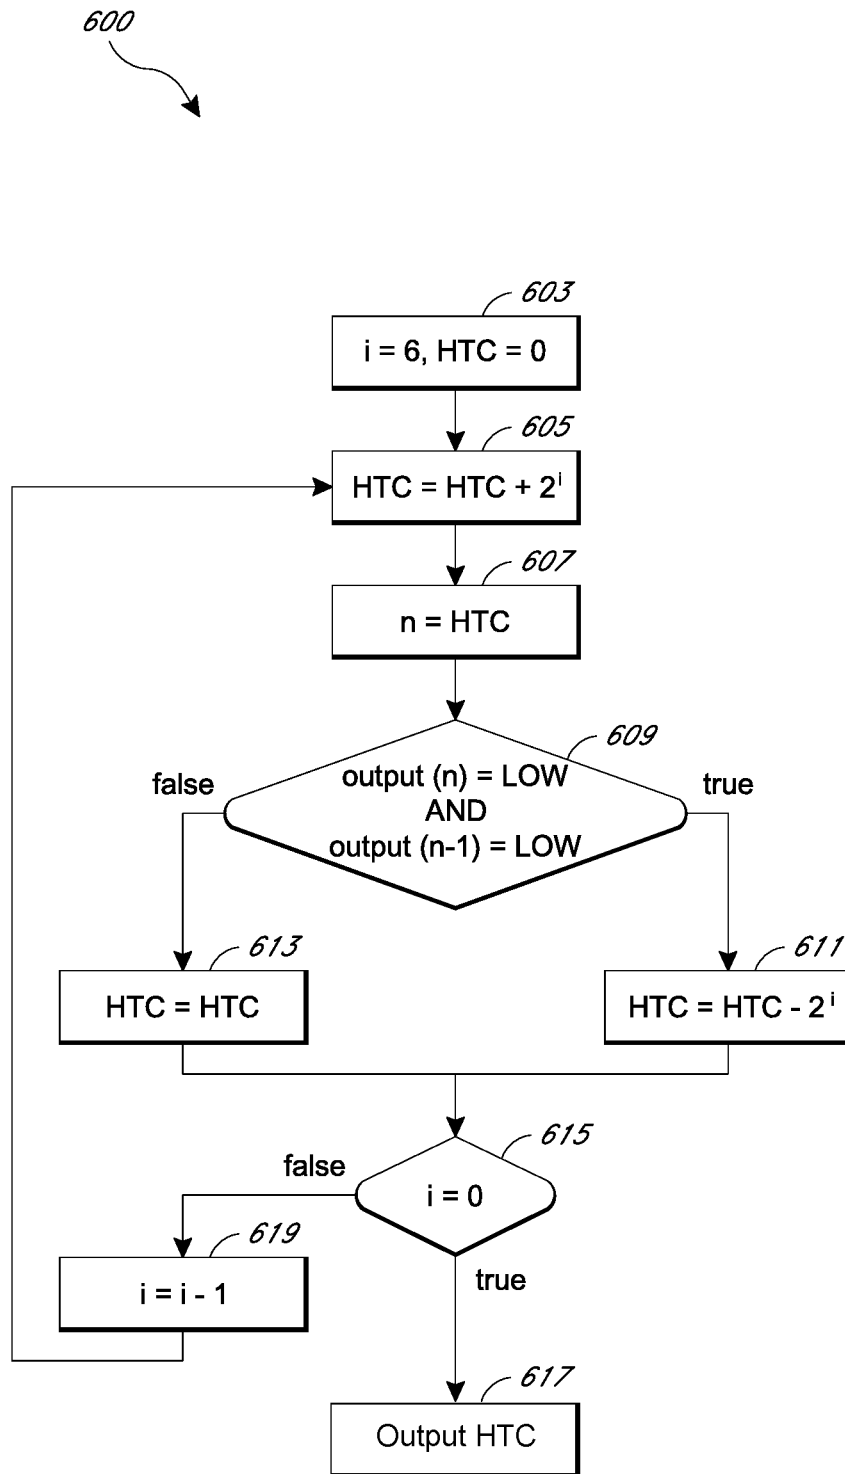 600
603
i = 6, HTC = 0
605
HTC = HTC + 2^i
607
n = HTC
609
false
output (n) = LOW
true
AND
output (n-1) = LOW
613
611
HTC = HTC
HTC = HTC - 2^i
615
false
i = 0
619
i = i - 1
true
617
Output HTC